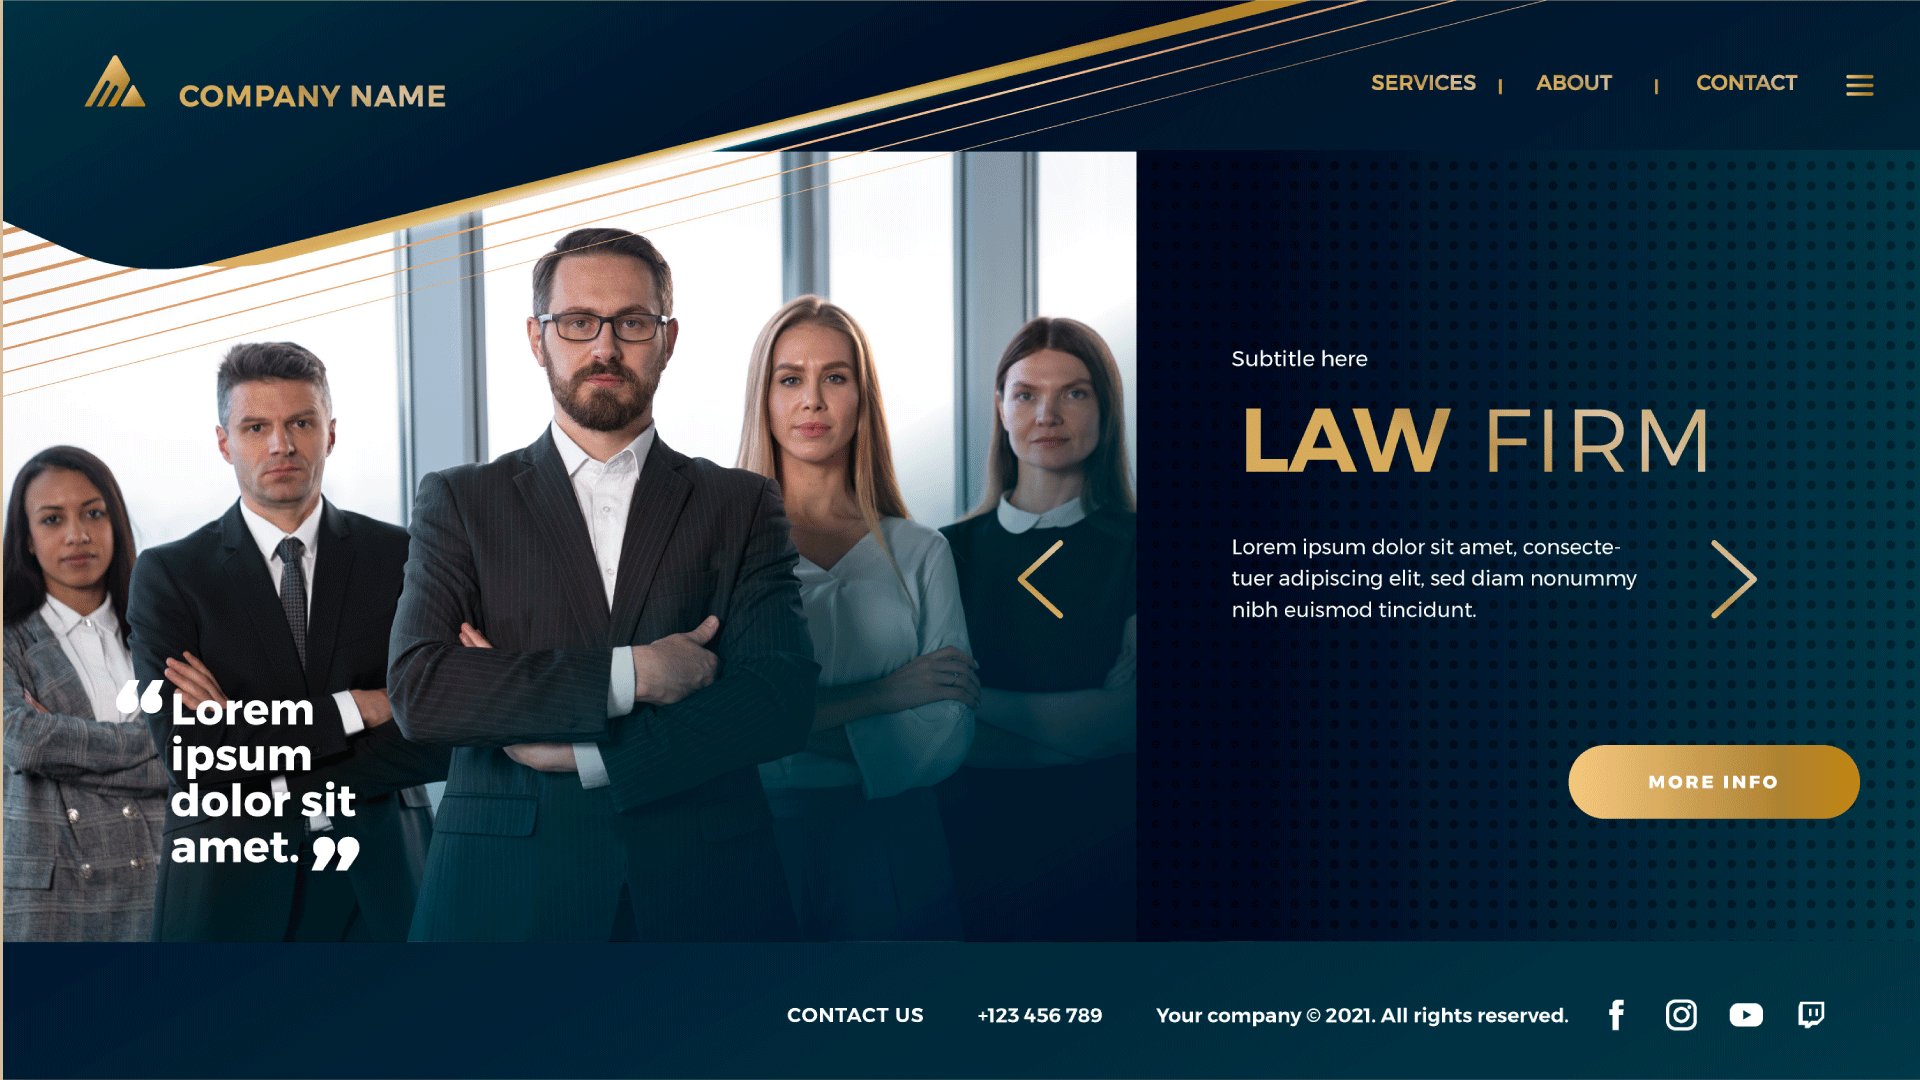 COMPANY NAME
SERVICES | ABOUT | CONTACT
Subtitle here
LAW FIRM
Lorem ipsum dolor sit amet, consecte-
tuer adipiscing elit, sed diam nonummy
nibh euismod tincidunt.
“Lorem
ipsum
dolor sit
amet.”
MORE INFO
CONTACT US +123 456 789 Your company © 2021. All rights reserved.